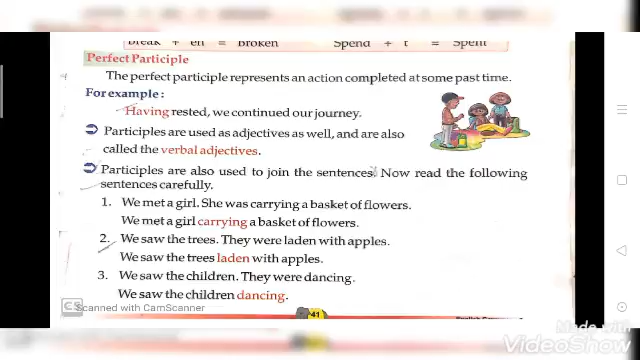 Break + en = Broken Spend + t = Spent
Perfect Participle
The perfect participle represents an action completed at some past time.
For example :
Having rested, we continued our journey.
Participles are used as adjectives as well, and are also
called the verbal adjectives.
Participles are also used to join the sentences. Now read the following
sentences carefully.
1. We met a girl. She was carrying a basket of flowers.
We met a girl carrying a basket of flowers.
2. We saw the trees. They were laden with apples.
We saw the trees laden with apples.
3. We saw the children. They were dancing.
We saw the children dancing.
CS Scanned with CamScanner
41
Made with
VideoShow